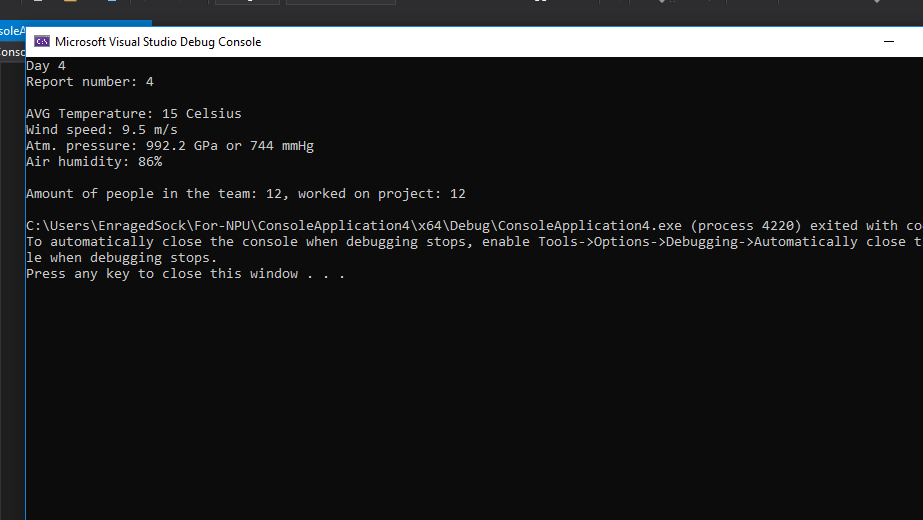 soleA
Microsoft Visual Studio Debug Console
Conso
Day 4
Report number: 4
AVG Temperature: 15 Celsius
Wind speed: 9.5 m/s
Atm. pressure: 992.2 GPa or 744 mmHg
Air humidity: 86%
Amount of people in the team: 12, worked on project: 12
C:\Users\EnragedSock\For-NPU\ConsoleApplication4\x64\Debug\ConsoleApplication4.exe (process 4220) exited with co
To automatically close the console when debugging stops, enable Tools->Options->Debugging->Automatically close t
le when debugging stops.
Press any key to close this window . . .